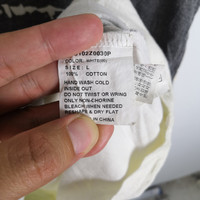 COLOR: WHITE(W)
SIZE: L
100% COTTON
HAND WASH COLD
INSIDE OUT
DO NOT TWIST OR WRING
ONLY NON-CHORINE
BLEACH WHEN NEEDED
RESHAPE & DRY FLAT
MADE IN CHINA